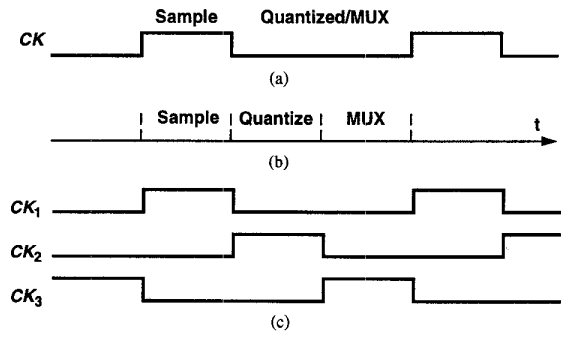 Sample Quantized/MUX
CK
(a)
Sample Quantize MUX t
(b)
CK1
CK2
CK3
(c)